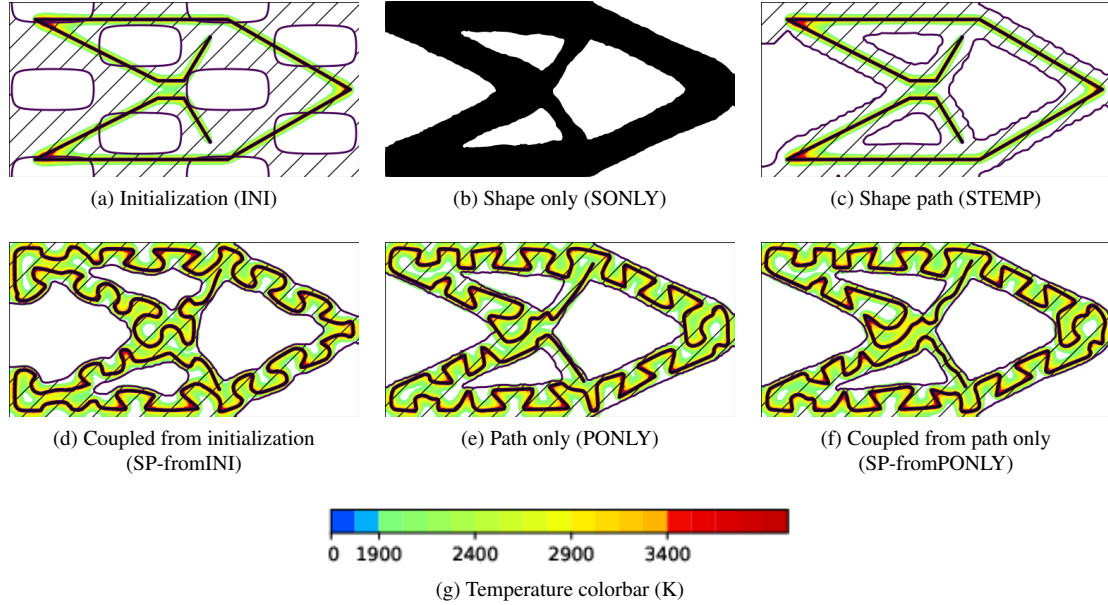 (a) Initialization (INI)
(b) Shape only (SONLY)
(c) Shape path (STEMP)
(d) Coupled from initialization
(SP-fromINI)
(e) Path only (PONLY)
(f) Coupled from path only
(SP-fromPONLY)
0 1900 2400 2900 3400
(g) Temperature colorbar (K)